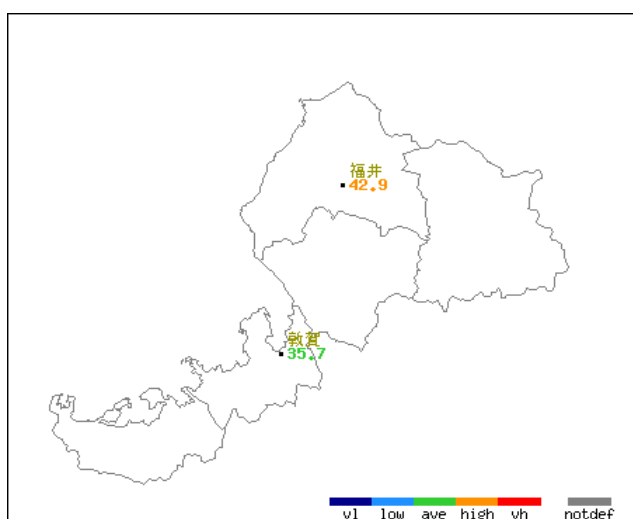 福井
42.9
敦賀
35.7
vl low ave high vh notdef